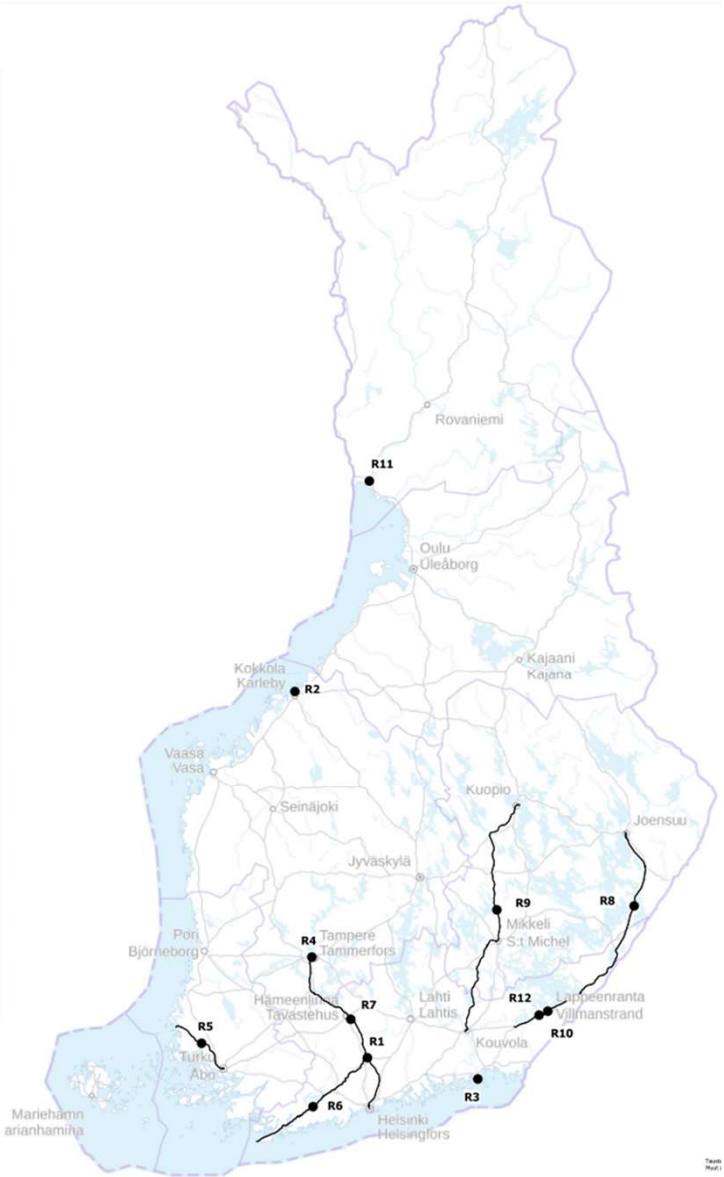 Rovaniemi
R11
Oulu
Uleåborg
Kajaani
Kajana
Kokkola
Karleby
R2
Vaasa
Vasa
Kuopio
Seinäjoki
Joensuu
Jyväskylä
R9
R8
Mikkeli
S:t Michel
Pori
Björneborg
R4
Tampere
Tammerfors
Hämeenlinna
Tavastehus
R7
Lahti
Lahtis
R12
Lappeenranta
Villmanstrand
R10
R5
Turku
Åbo
R1
Kouvola
R3
R6
Helsinki
Helsingfors
Mariehamn
arianhamina